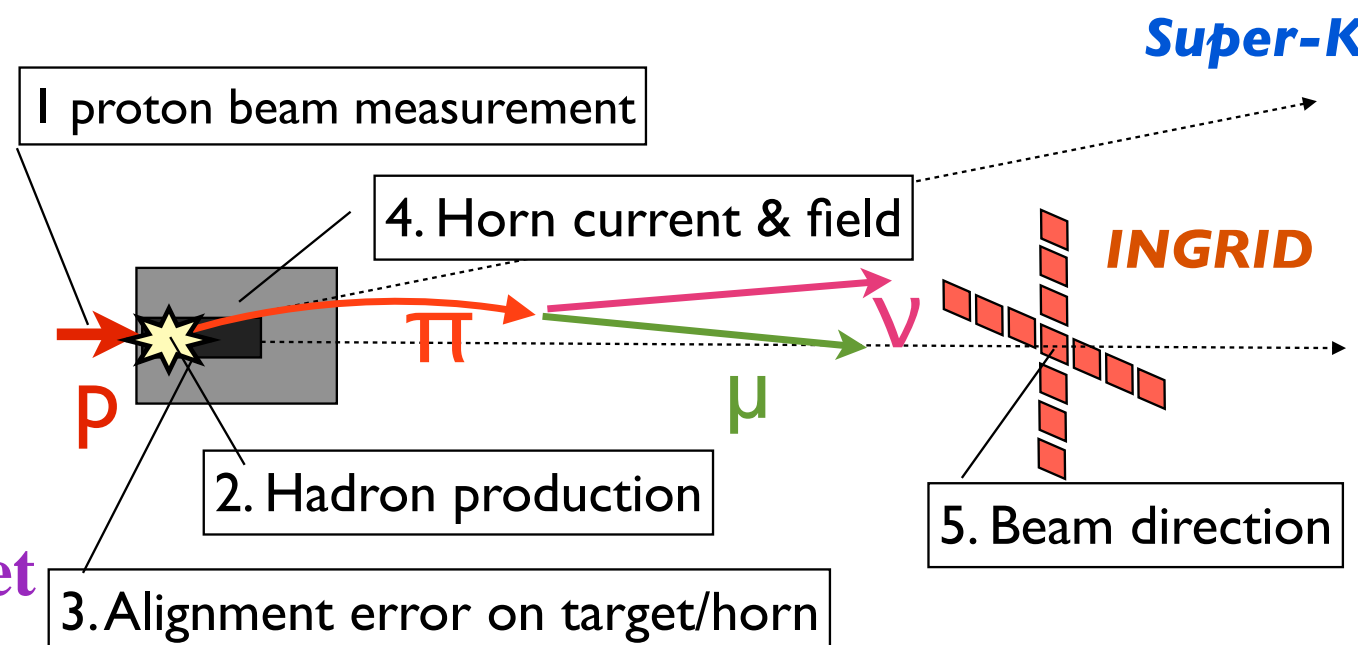 Super-K
1 proton beam measurement
4. Horn current & field
INGRID
π
ν
p
μ
2. Hadron production
5. Beam direction
et
3. Alignment error on target/horn